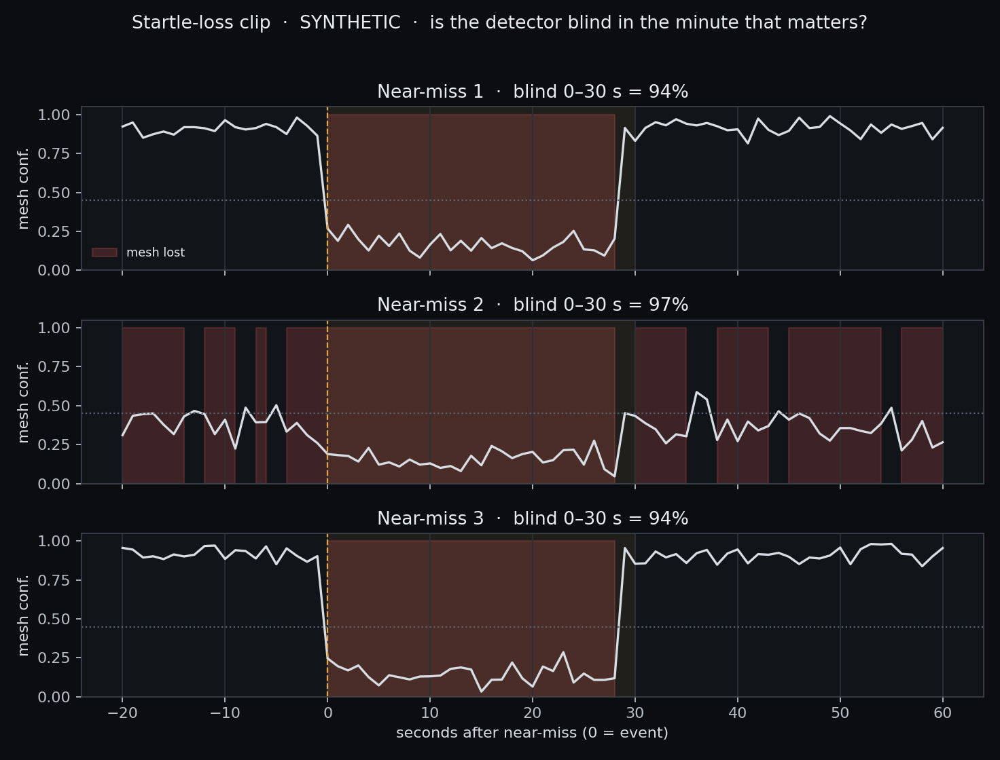 Startle-loss clip · SYNTHETIC · is the detector blind in the minute that matters?
Near-miss 1 · blind 0–30 s = 94%
1.00
0.75
0.50
0.25
0.00
mesh conf.
mesh lost
Near-miss 2 · blind 0–30 s = 97%
1.00
0.75
0.50
0.25
0.00
mesh conf.
Near-miss 3 · blind 0–30 s = 94%
1.00
0.75
0.50
0.25
0.00
mesh conf.
−20 −10 0 10 20 30 40 50 60
seconds after near-miss (0 = event)